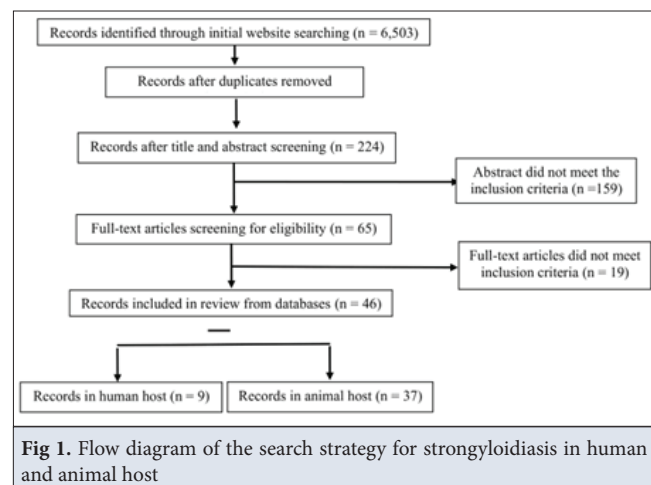 Records identified through initial website searching (n = 6,503)
Records after duplicates removed
Records after title and abstract screening (n = 224)
Abstract did not meet the
inclusion criteria (n =159)
Full-text articles screening for eligibility (n = 65)
Full-text articles did not meet
inclusion criteria (n = 19)
Records included in review from databases (n = 46)
Records in human host (n = 9)
Records in animal host (n = 37)
Fig 1. Flow diagram of the search strategy for strongyloidiasis in human
and animal host